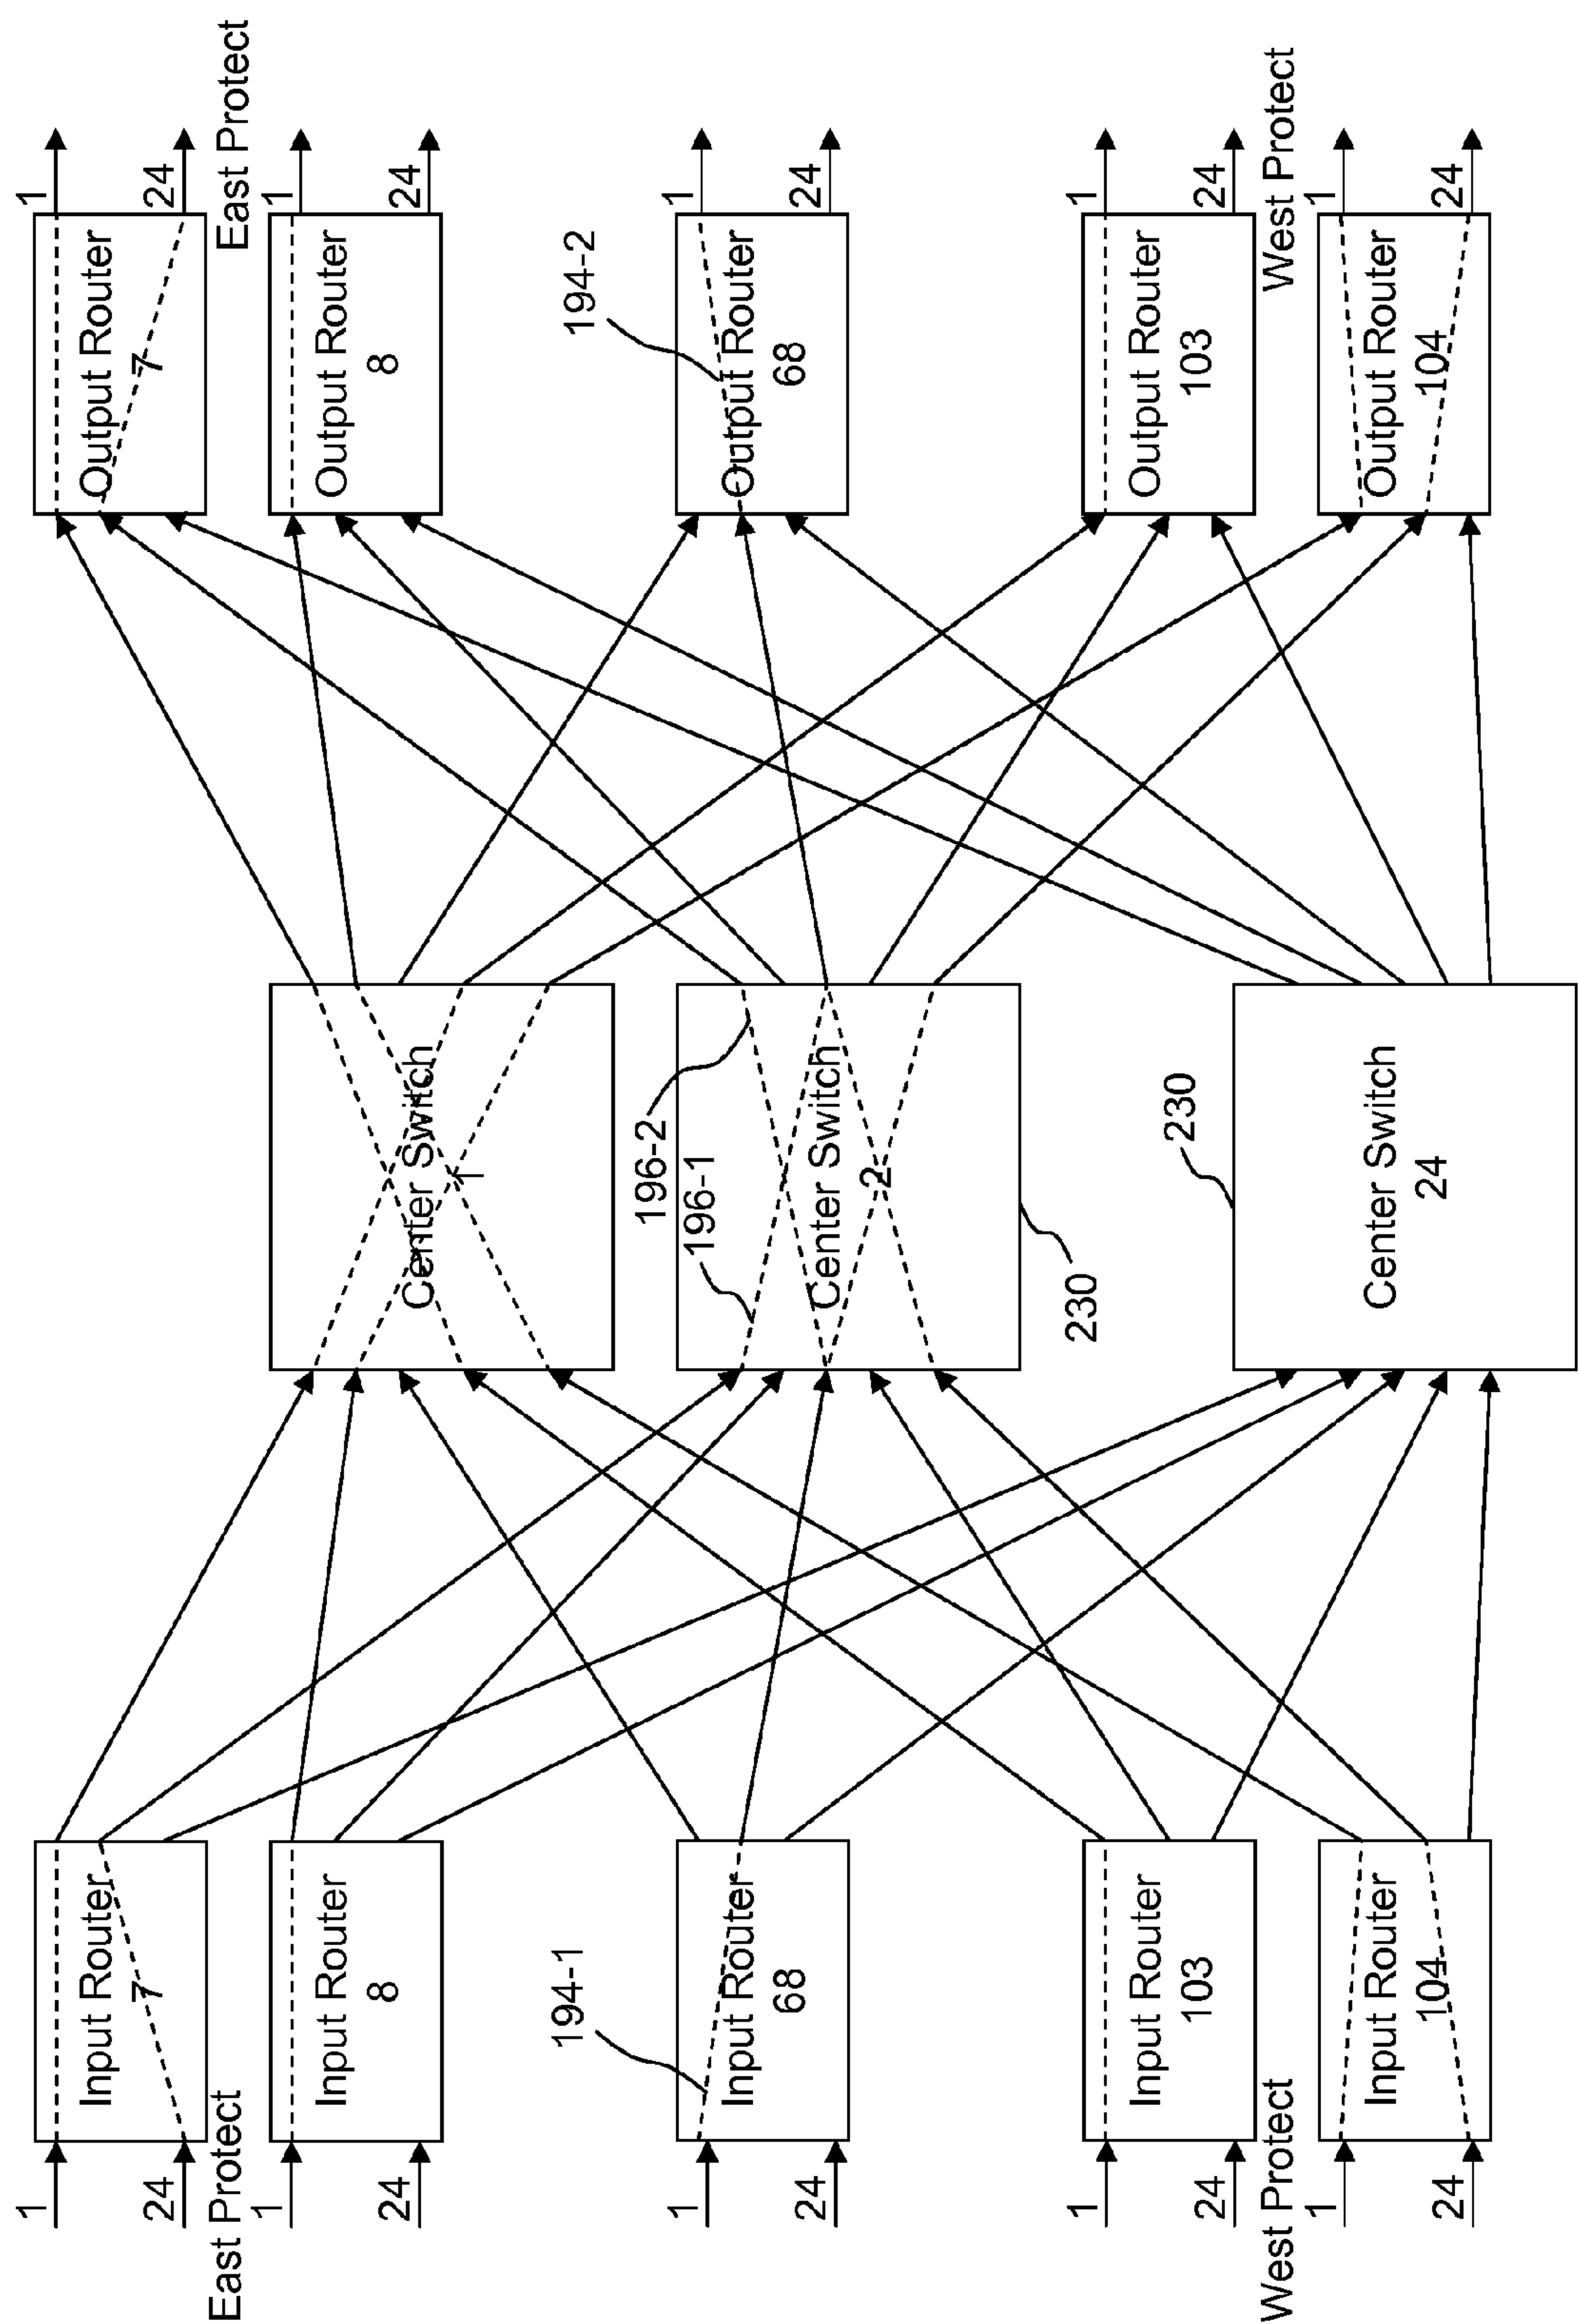 1
24
East Protect
Input Router
7
1
24
Input Router
8
194-1
1
24
Input Router
68
1
24
West Protect
Input Router
103
1
24
Input Router
104
Center Switch
1
196-2
196-1
Center Switch
2
230
230
Center Switch
24
1
24
East Protect
Output Router
7
1
24
Output Router
8
194-2
1
24
Output Router
68
1
24
West Protect
Output Router
103
1
24
Output Router
104